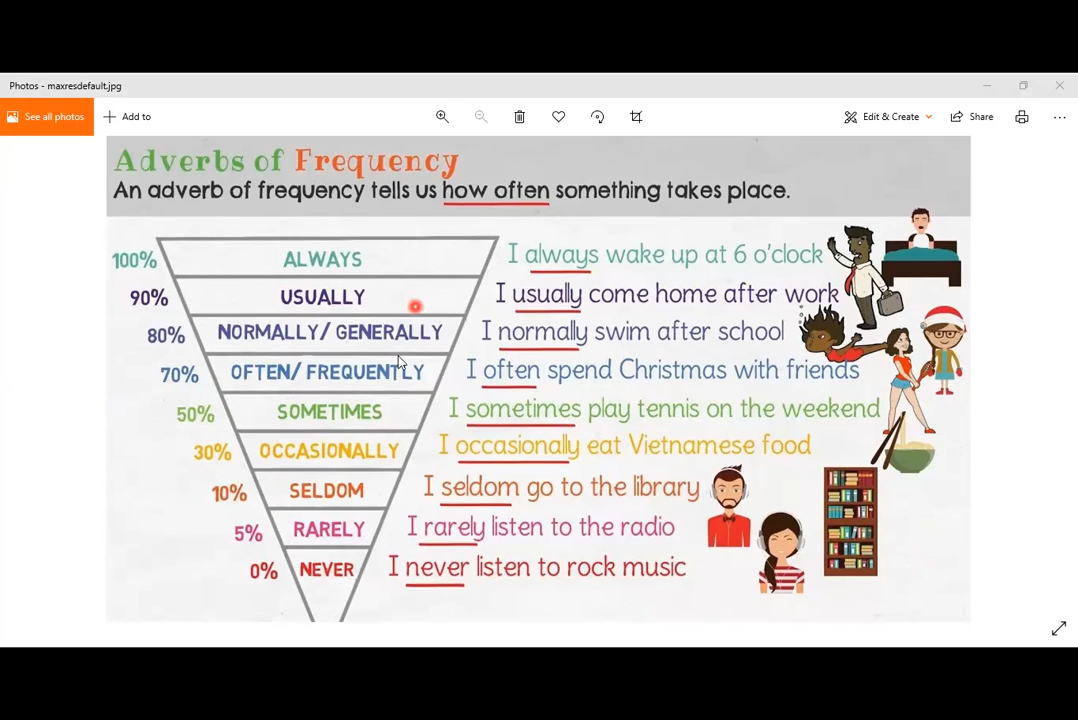 Photos - maxresdefault.jpg
See all photos
Add to
Edit & Create
Share
Adverbs of Frequency
An adverb of frequency tells us how often something takes place.
100% ALWAYS I always wake up at 6 o'clock
90% USUALLY I usually come home after work
80% NORMALLY/ GENERALLY I normally swim after school
70% OFTEN/ FREQUENTLY I often spend Christmas with friends
50% SOMETIMES I sometimes play tennis on the weekend
30% OCCASIONALLY I occasionally eat Vietnamese food
10% SELDOM I seldom go to the library
5% RARELY I rarely listen to the radio
0% NEVER I never listen to rock music